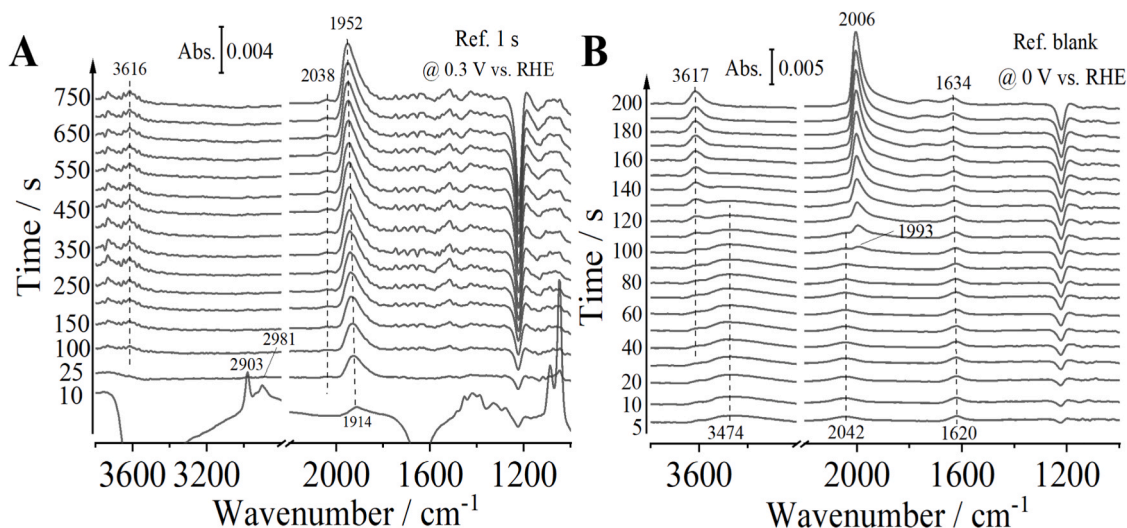 A
Abs. 0.004
1952
Ref. 1 s
@ 0.3 V vs. RHE
3616
2038
750
650
550
450
350
250
150
100
25
10
2903
2981
1914
Time / s
3600 3200 2000 1600 1200
Wavenumber / cm-1
B
2006
Ref. blank
@ 0 V vs. RHE
3617
Abs. 0.005
1634
200
180
160
140
120
100
80
60
40
20
10
5
1993
3474
2042
1620
Time / s
3600 2000 1600 1200
Wavenumber / cm-1